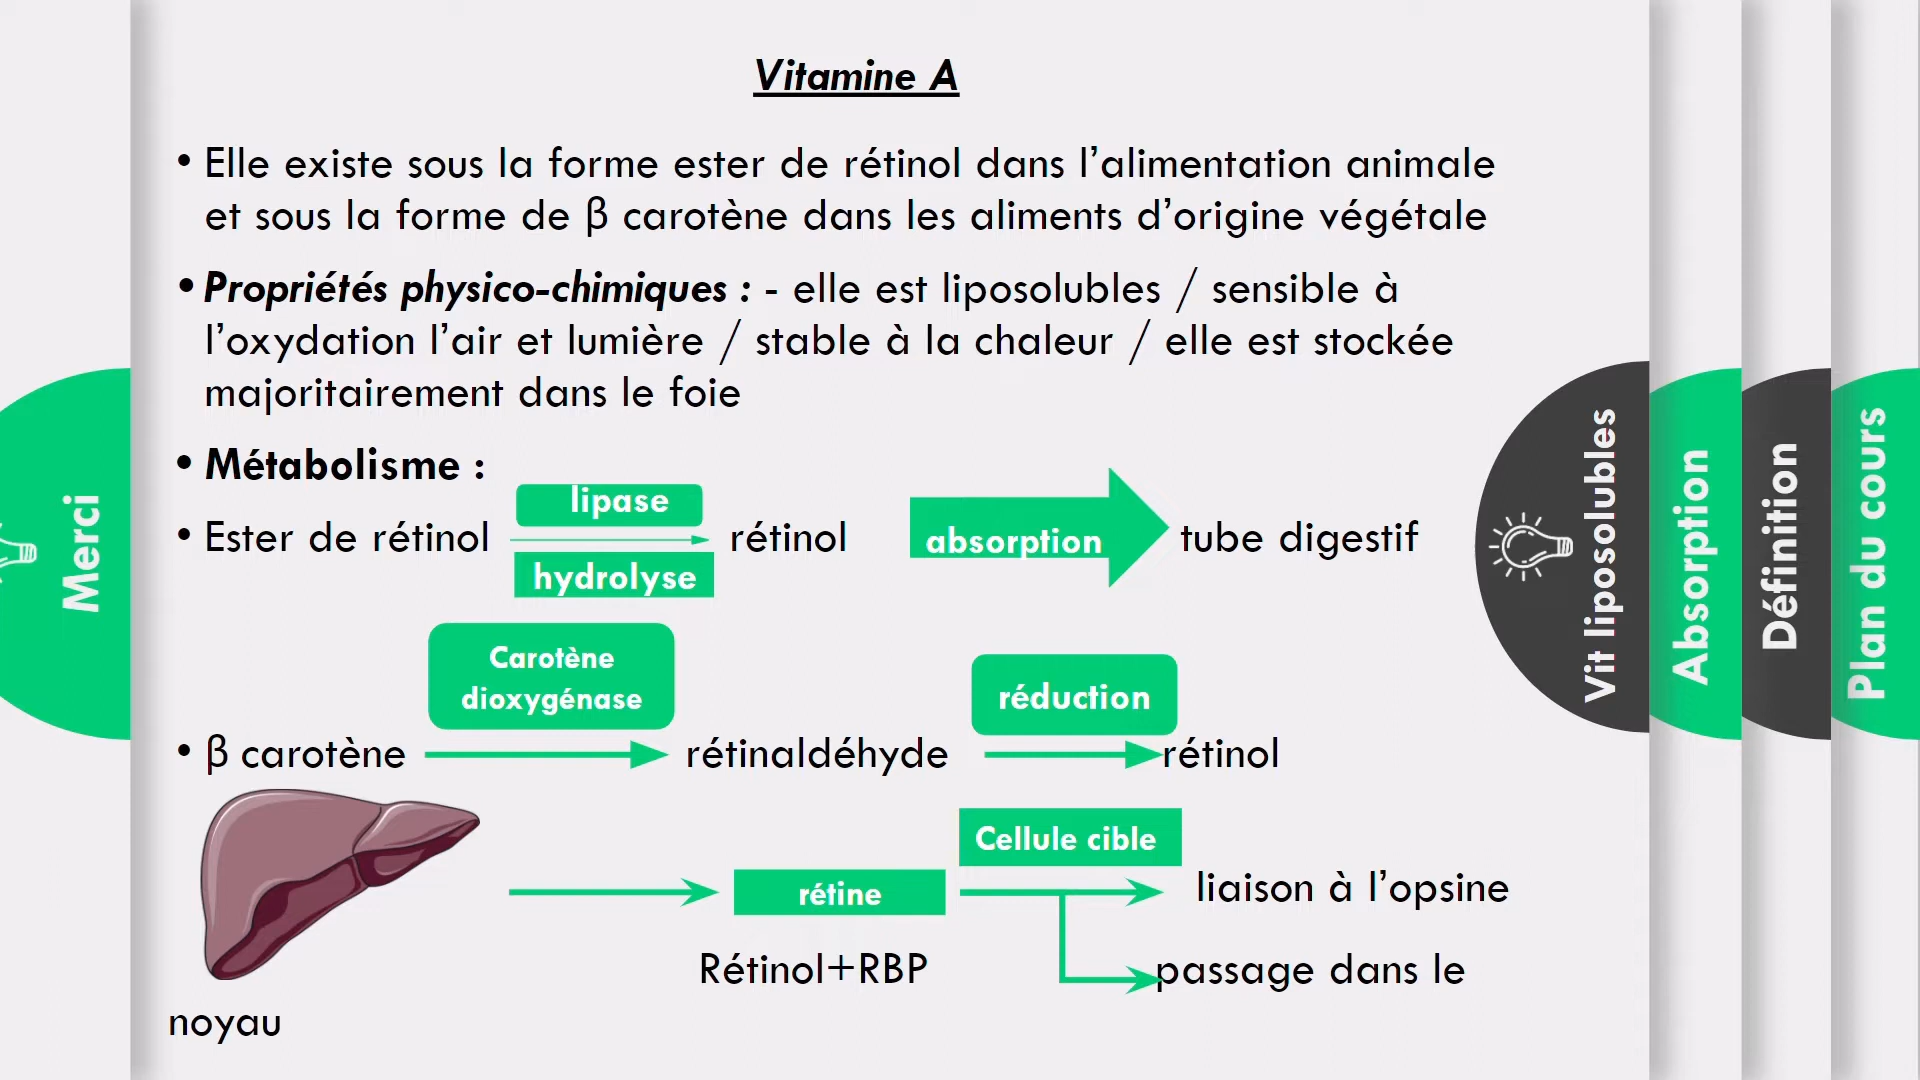 Vitamine A
• Elle existe sous la forme ester de rétinol dans l’alimentation animale
et sous la forme de β carotène dans les aliments d’origine végétale
• Propriétés physico-chimiques : - elle est liposolubles / sensible à
l’oxydation l’air et lumière / stable à la chaleur / elle est stockée
majoritairement dans le foie
• Métabolisme :
lipase
• Ester de rétinol rétinol absorption tube digestif
hydrolyse
Carotène
dioxygénase
réduction
• β carotène rétinaldéhyde rétinol
Cellule cible
rétine liaison à l’opsine
Rétinol+RBP passage dans le
noyau
Merci
Vit liposolubles
Absorption
Définition
Plan du cours